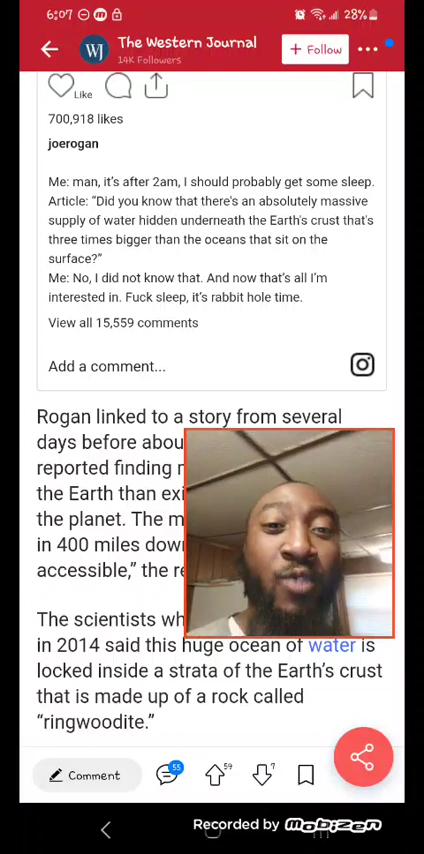 6:07 28%
The Western Journal
14K Followers
+ Follow
WJ
Like
700,918 likes
joerogan
Me: man, it's after 2am, I should probably get some sleep.
Article: "Did you know that there's an absolutely massive
supply of water hidden underneath the Earth's crust that's
three times bigger than the oceans that sit on the
surface?"
Me: No, I did not know that. And now that's all I'm
interested in. Fuck sleep, it's rabbit hole time.
View all 15,559 comments
Add a comment...
Rogan linked to a story from several
days before
reported finding
the Earth than
the planet. The
in 400 miles
accessible," the
The scientists
in 2014 said this huge ocean of water is
locked inside a strata of the Earth's crust
that is made up of a rock called
"ringwoodite."
Comment 55 59 7
Recorded by mobizen